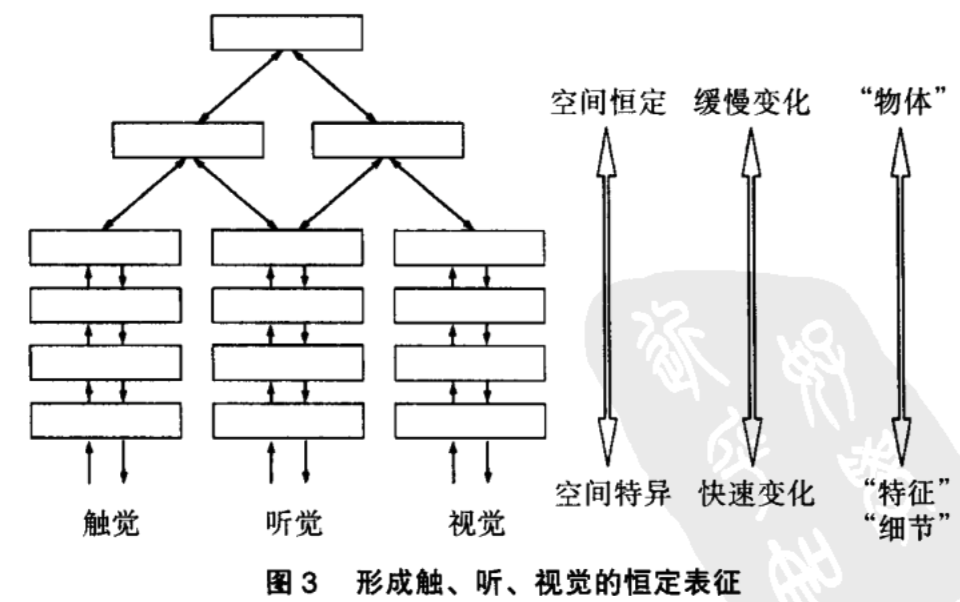 空间恒定 缓慢变化 “物体”
空间特异 快速变化 “特征”
“细节”
触觉 听觉 视觉
图3 形成触、听、视觉的恒定表征